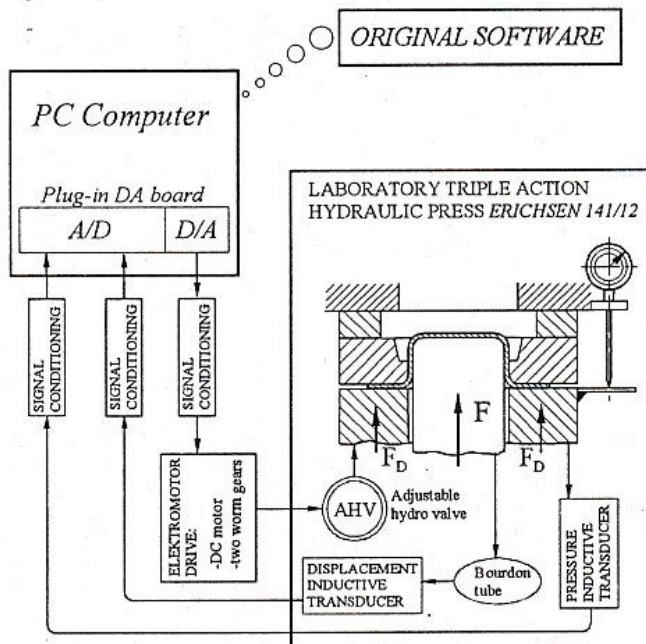 ORIGINAL SOFTWARE
PC Computer
Plug-in DA board
A/D
D/A
LABORATORY TRIPLE ACTION
HYDRAULIC PRESS ERICHSEN 141/12
SIGNAL
CONDITIONING
SIGNAL
CONDITIONING
SIGNAL
CONDITIONING
F
F_D
F_D
ELEKTROMOTOR
DRIVE:
-DC motor
-two worm gears
AHV
Adjustable
hydro valve
DISPLACEMENT
INDUCTIVE
TRANSDUCER
Bourdon
tube
PRESSURE
INDUCTIVE
TRANSDUCER